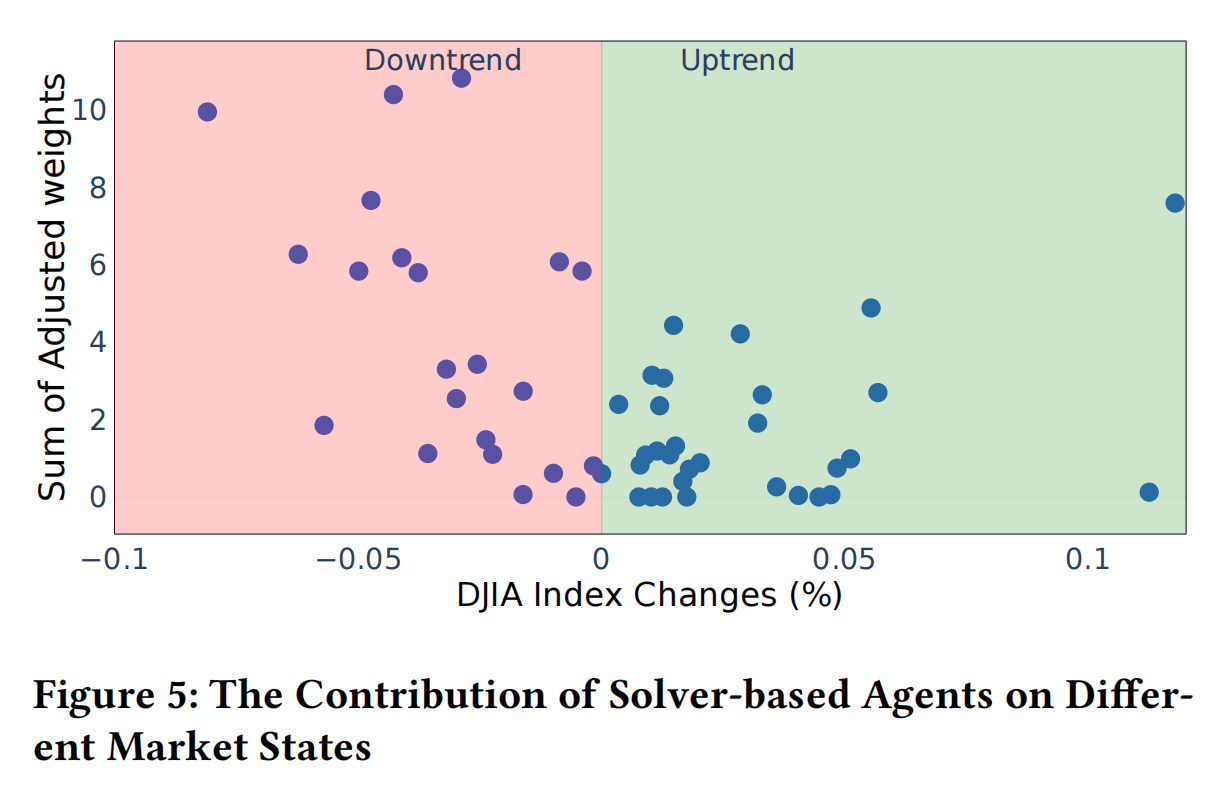 Downtrend Uptrend
Sum of Adjusted weights
10
8
6
4
2
0
−0.1 −0.05 0 0.05 0.1
DJIA Index Changes (%)
Figure 5: The Contribution of Solver-based Agents on Differ-
ent Market States